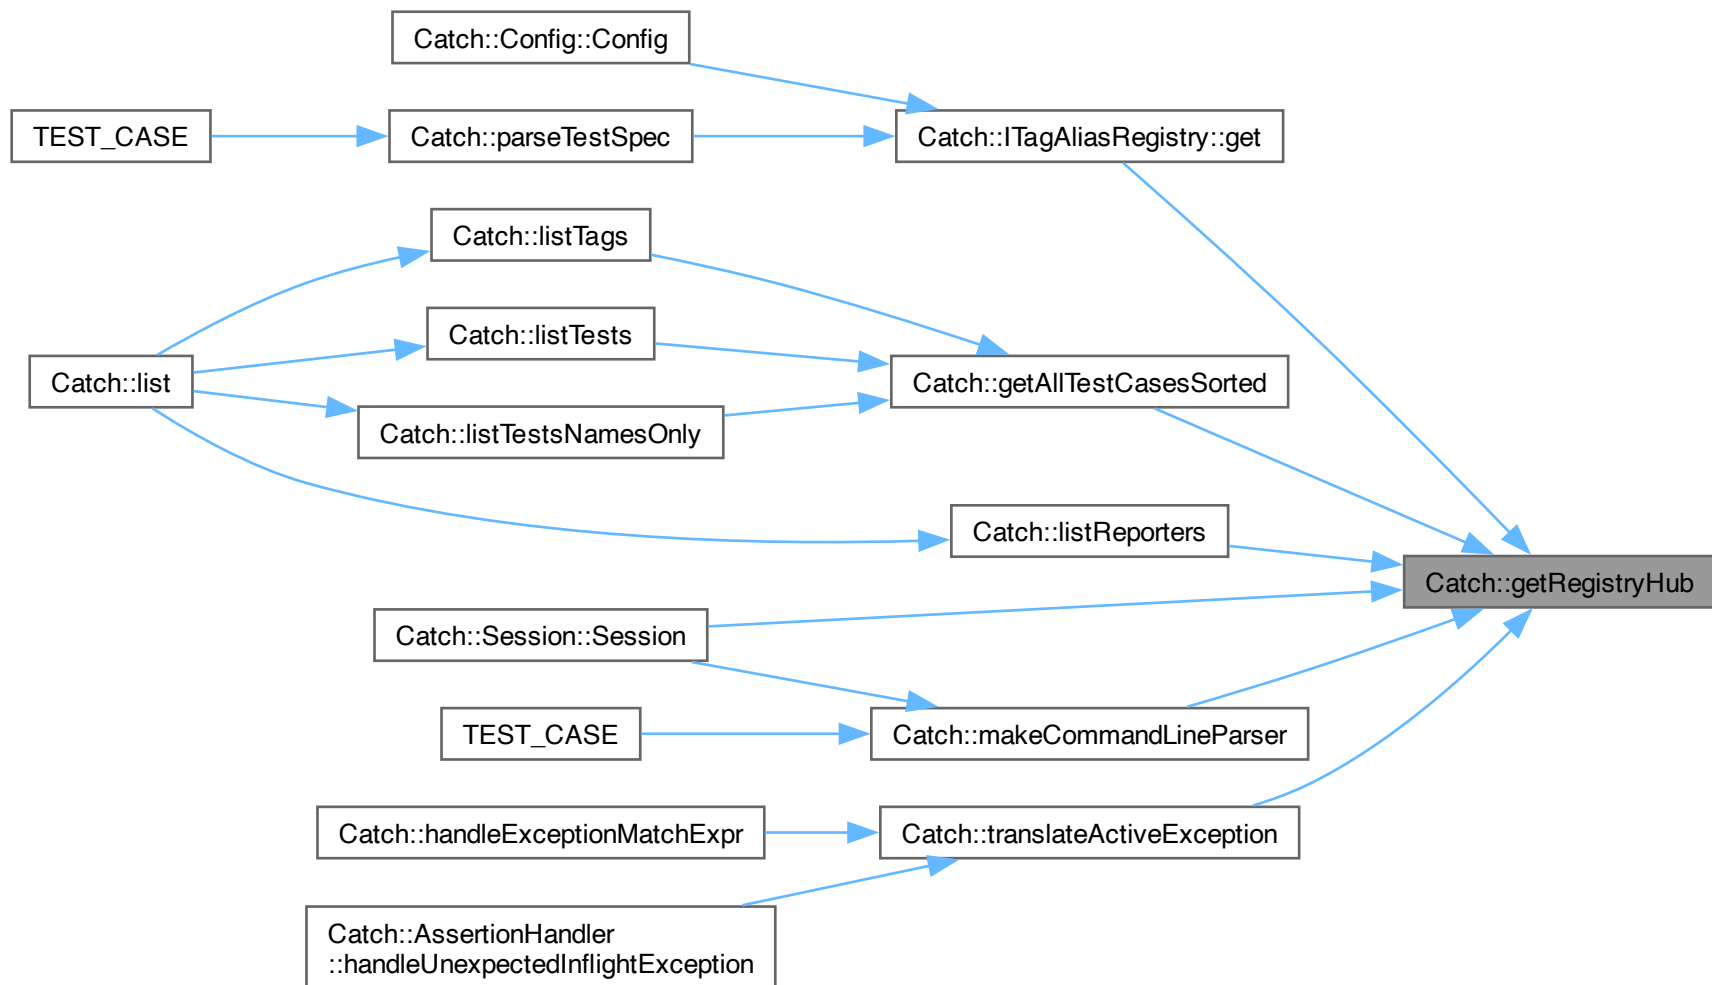 Catch::Config::Config
TEST_CASE
Catch::parseTestSpec
Catch::ITagAliasRegistry::get
Catch::listTags
Catch::listTests
Catch::list
Catch::getAllTestCasesSorted
Catch::listTestsNamesOnly
Catch::listReporters
Catch::getRegistryHub
Catch::Session::Session
TEST_CASE
Catch::makeCommandLineParser
Catch::handleExceptionMatchExpr
Catch::translateActiveException
Catch::AssertionHandler
::handleUnexpectedInflightException